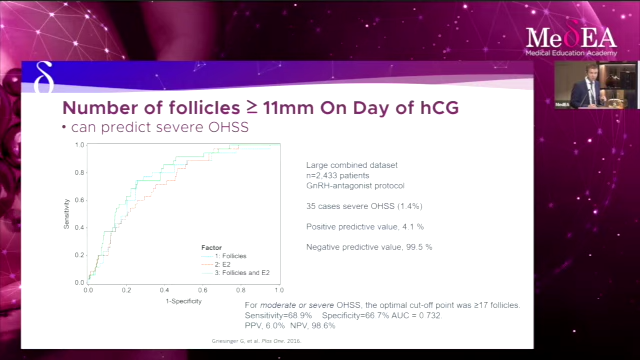 MeδEA
Medical Education Academy
MedEA
δ
Number of follicles ≥ 11mm On Day of hCG
• can predict severe OHSS
1.0
0.8
0.6
0.4
0.2
0.0
Sensitivity
0.0 0.2 0.4 0.6 0.8 1.0
1-Specificity
Factor
1: Follicles
2: E2
3: Follicles and E2
Large combined dataset
n=2,433 patients
GnRH-antagonist protocol
35 cases severe OHSS (1.4%)
Positive predictive value, 4.1 %
Negative predictive value, 99.5 %
For moderate or severe OHSS, the optimal cut-off point was ≥17 follicles.
Sensitivity=68.9% Specificity=66.7% AUC = 0.732
PPV, 6.0% NPV, 98.6%
Griesinger G, et al. Plos One. 2016.